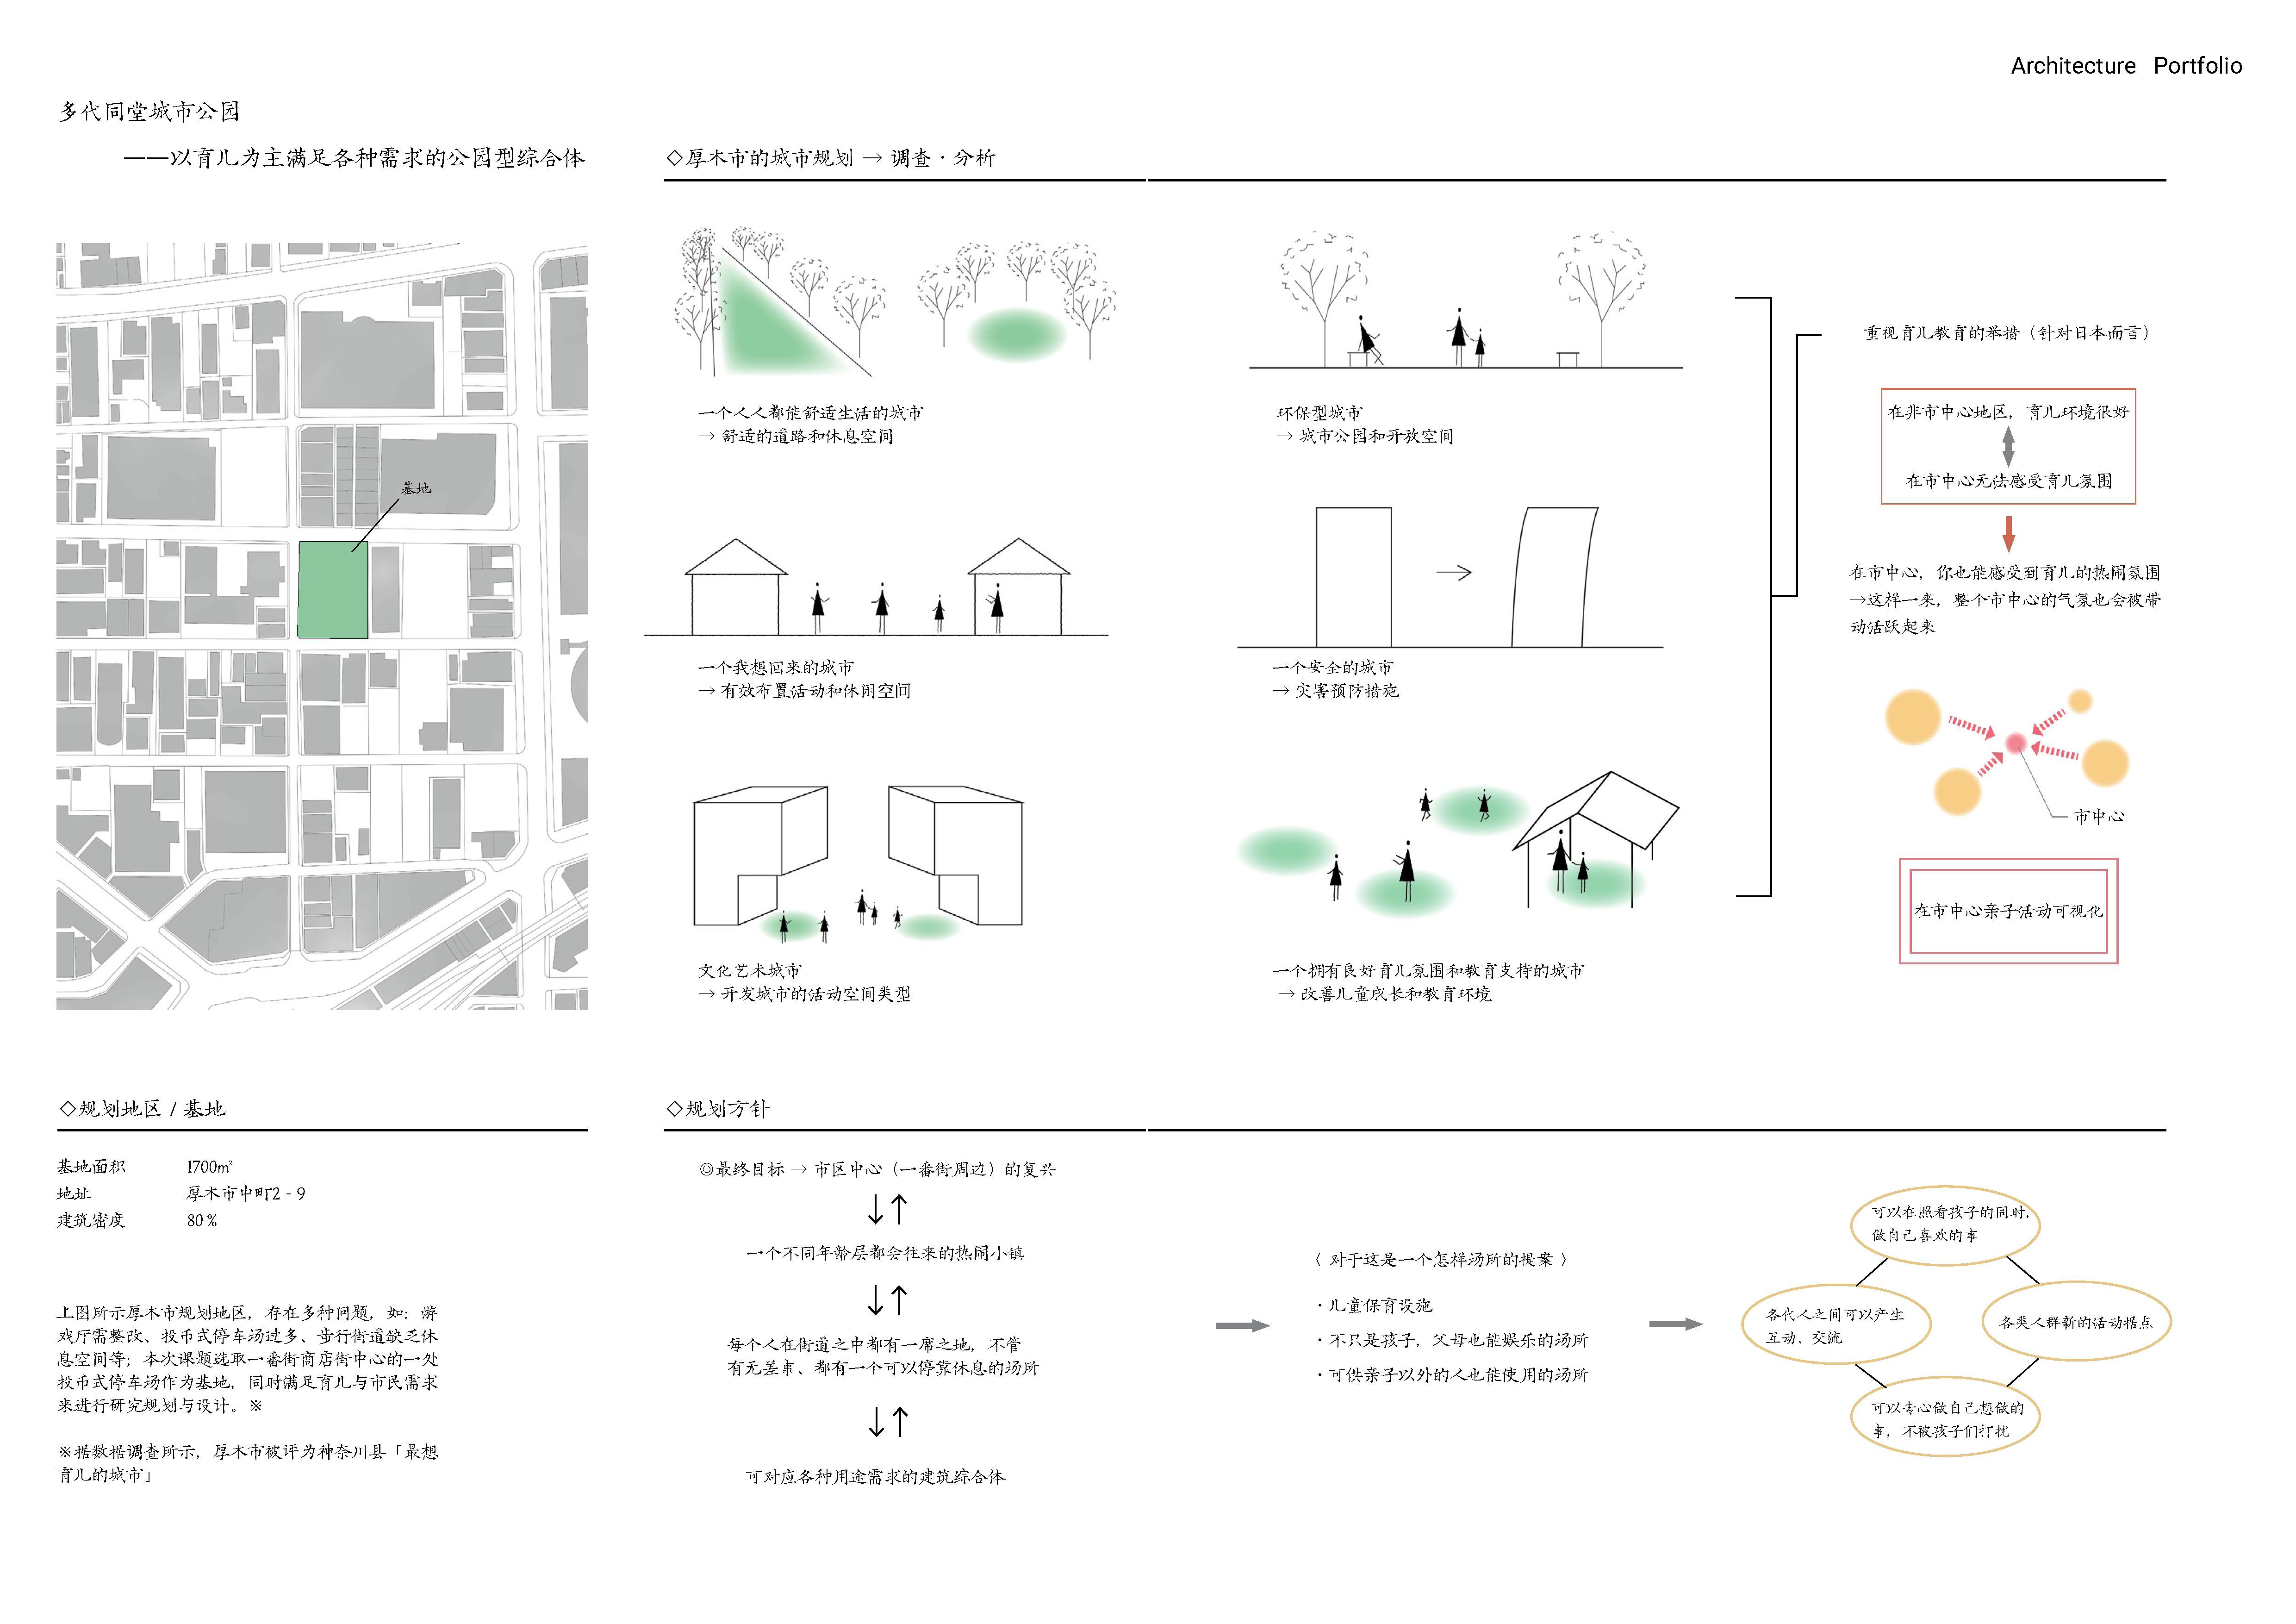 Architecture Portfolio
多代同堂城市公园
——以育儿为主满足各种需求的公园型综合体
基地
◇厚木市的城市规划 → 调查·分析
一个人人都能舒适生活的城市
→ 舒适的道路和休息空间
环保型城市
→ 城市公园和开放空间
一个我想回来的城市
→ 有效布置活动和休闲空间
一个安全的城市
→ 灾害预防措施
文化艺术城市
→ 开发城市的活动空间类型
一个拥有良好育儿氛围和教育支持的城市
→ 改善儿童成长和教育环境
重视育儿教育的举措（针对日本而言）
在非市中心地区，育儿环境很好
在市中心无法感受育儿氛围
在市中心，你也能感受到育儿的热闹氛围
→这样一来，整个市中心的气氛也会被带
动活跃起来
市中心
在市中心亲子活动可视化
◇规划地区 / 基地
基地面积 1700㎡
地址 厚木市中町2 - 9
建筑密度 80 %
上图所示厚木市规划地区，存在多种问题，如：游
戏厅需整改、投币式停车场过多、步行街道缺乏休
息空间等；本次课题选取一番街商店街中心的一处
投币式停车场作为基地，同时满足育儿与市民需求
来进行研究规划与设计。※
※据数据调查所示，厚木市被评为神奈川县「最想
育儿的城市」
◇规划方针
◎最终目标 → 市区中心（一番街周边）的复兴
↓↑
一个不同年龄层都会往来的热闹小镇
↓↑
每个人在街道之中都有一席之地，不管
有无差事、都有一个可以停靠休息的场所
↓↑
可对应各种用途需求的建筑综合体
〈 对于这是一个怎样场所的提案 〉
·儿童保育设施
·不只是孩子，父母也能娱乐的场所
·可供亲子以外的人也能使用的场所
可以在照看孩子的同时，
做自己喜欢的事
各代人之间可以产生
互动、交流
各类人群新的活动据点
可以专心做自己想做的
事，不被孩子们打扰